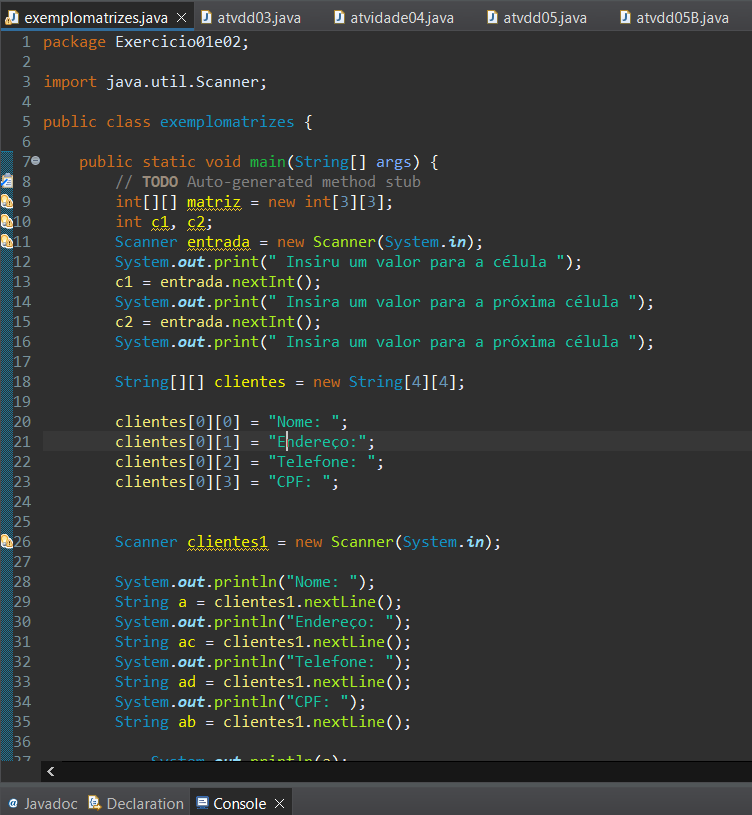 exemplomatrizes.java atvdd03.java atvidade04.java atvdd05.java atvdd05B.java
1 package Exercicio01e02;
2
3 import java.util.Scanner;
4
5 public class exemplomatrizes {
6
7 public static void main(String[] args) {
8 // TODO Auto-generated method stub
9 int[][] matriz = new int[3][3];
10 int c1, c2;
11 Scanner entrada = new Scanner(System.in);
12 System.out.print(" Insiru um valor para a célula ");
13 c1 = entrada.nextInt();
14 System.out.print(" Insira um valor para a próxima célula ");
15 c2 = entrada.nextInt();
16 System.out.print(" Insira um valor para a próxima célula ");
17
18 String[][] clientes = new String[4][4];
19
20 clientes[0][0] = "Nome: ";
21 clientes[0][1] = "Endereço:";
22 clientes[0][2] = "Telefone: ";
23 clientes[0][3] = "CPF: ";
24
25
26 Scanner clientes1 = new Scanner(System.in);
27
28 System.out.println("Nome: ");
29 String a = clientes1.nextLine();
30 System.out.println("Endereço: ");
31 String ac = clientes1.nextLine();
32 System.out.println("Telefone: ");
33 String ad = clientes1.nextLine();
34 System.out.println("CPF: ");
35 String ab = clientes1.nextLine();
36
37 System.out.println(a);
@ Javadoc Declaration Console